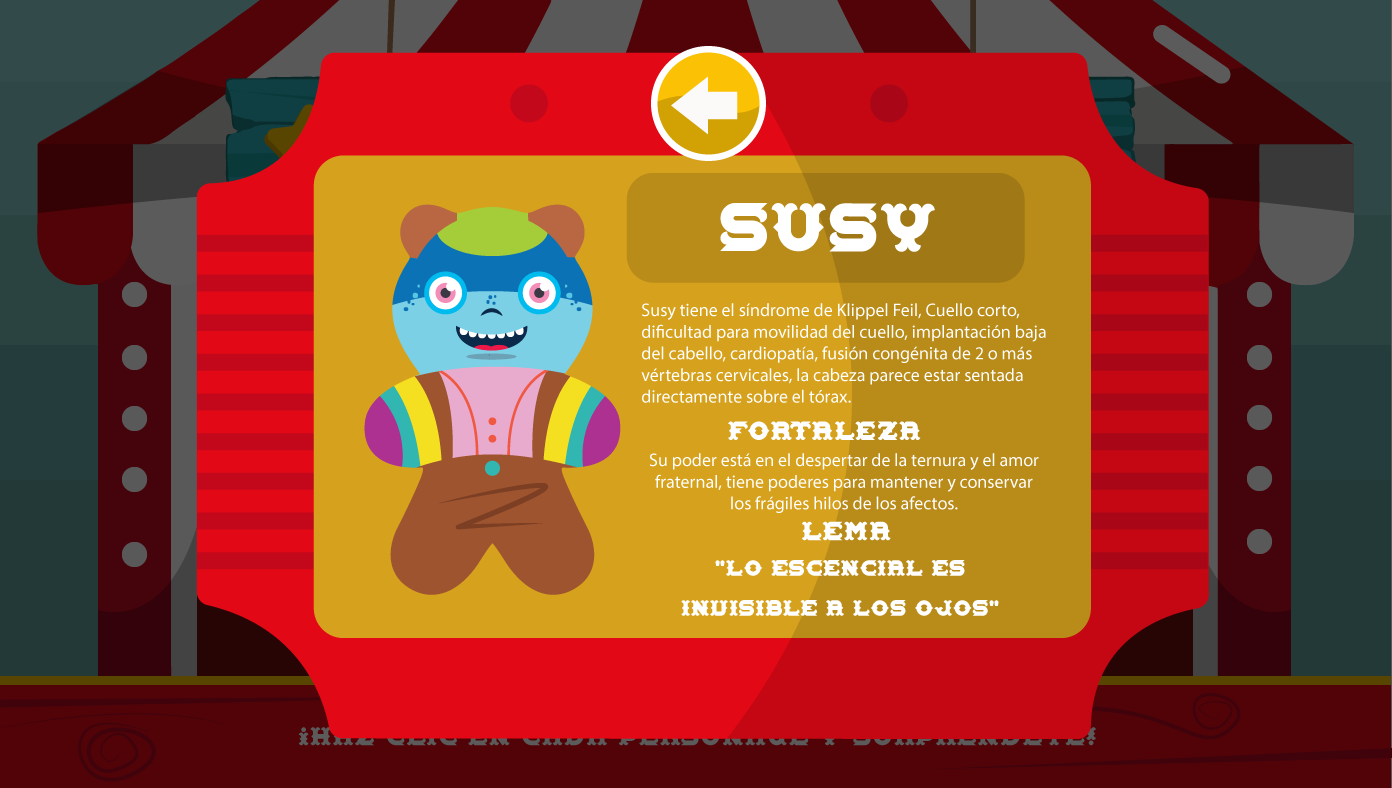 SUSY
Susy tiene el síndrome de Klippel Feil, Cuello corto,
dificultad para movilidad del cuello, implantación baja
del cabello, cardiopatía, fusión congénita de 2 o más
vértebras cervicales, la cabeza parece estar sentada
directamente sobre el tórax.
FORTALEZA
Su poder está en el despertar de la ternura y el amor
fraternal, tiene poderes para mantener y conservar
los frágiles hilos de los afectos.
LEMA
"LO ESCENCIAL ES
INVISIBLE A LOS OJOS"
¡HAZ CLIC EN CADA PERSONAGE Y SORPRENDETE!